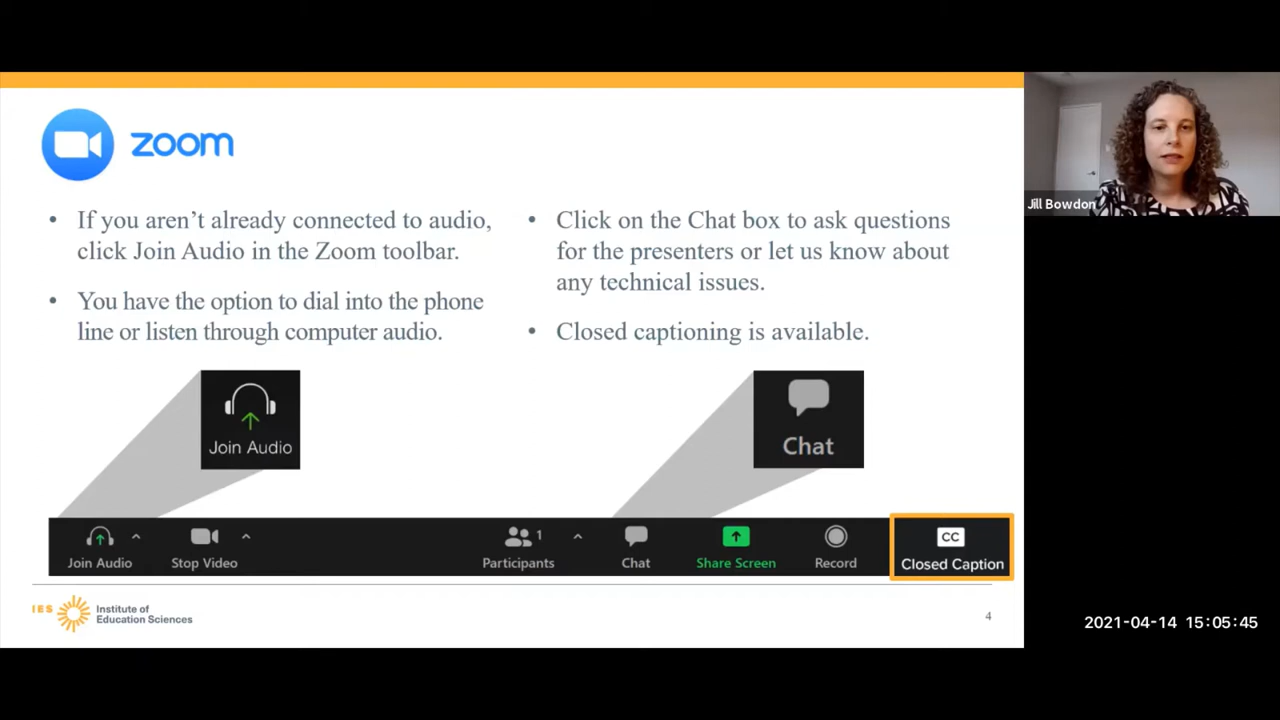 zoom
• If you aren’t already connected to audio,
click Join Audio in the Zoom toolbar.
• You have the option to dial into the phone
line or listen through computer audio.
• Click on the Chat box to ask questions
for the presenters or let us know about
any technical issues.
• Closed captioning is available.
Join Audio
Chat
Join Audio
Stop Video
Participants 1
Chat
Share Screen
Record
CC
Closed Caption
IES
Institute of
Education Sciences
4
Jill Bowdon
2021-04-14 15:05:45